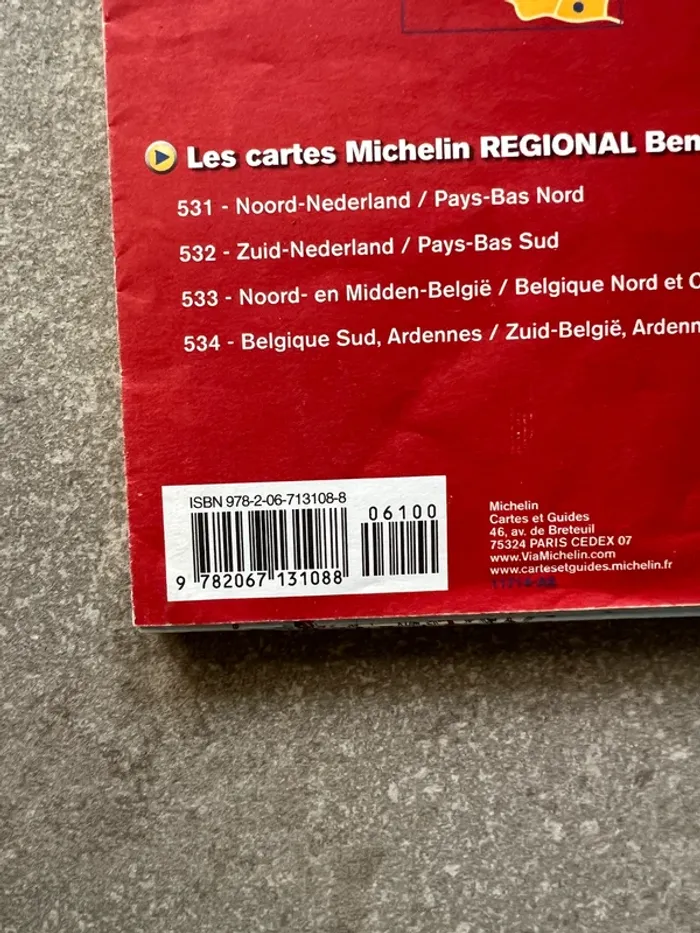 Les cartes Michelin REGIONAL Ben
531 - Noord-Nederland / Pays-Bas Nord
532 - Zuid-Nederland / Pays-Bas Sud
533 - Noord- en Midden-België / Belgique Nord et C
534 - Belgique Sud, Ardennes / Zuid-België, Ardenn
ISBN 978-2-06-713108-8
06100
9 782067 131088
Michelin
Cartes et Guides
46, av. de Breteuil
75324 PARIS CEDEX 07
www.ViaMichelin.com
www.cartesetguides.michelin.fr